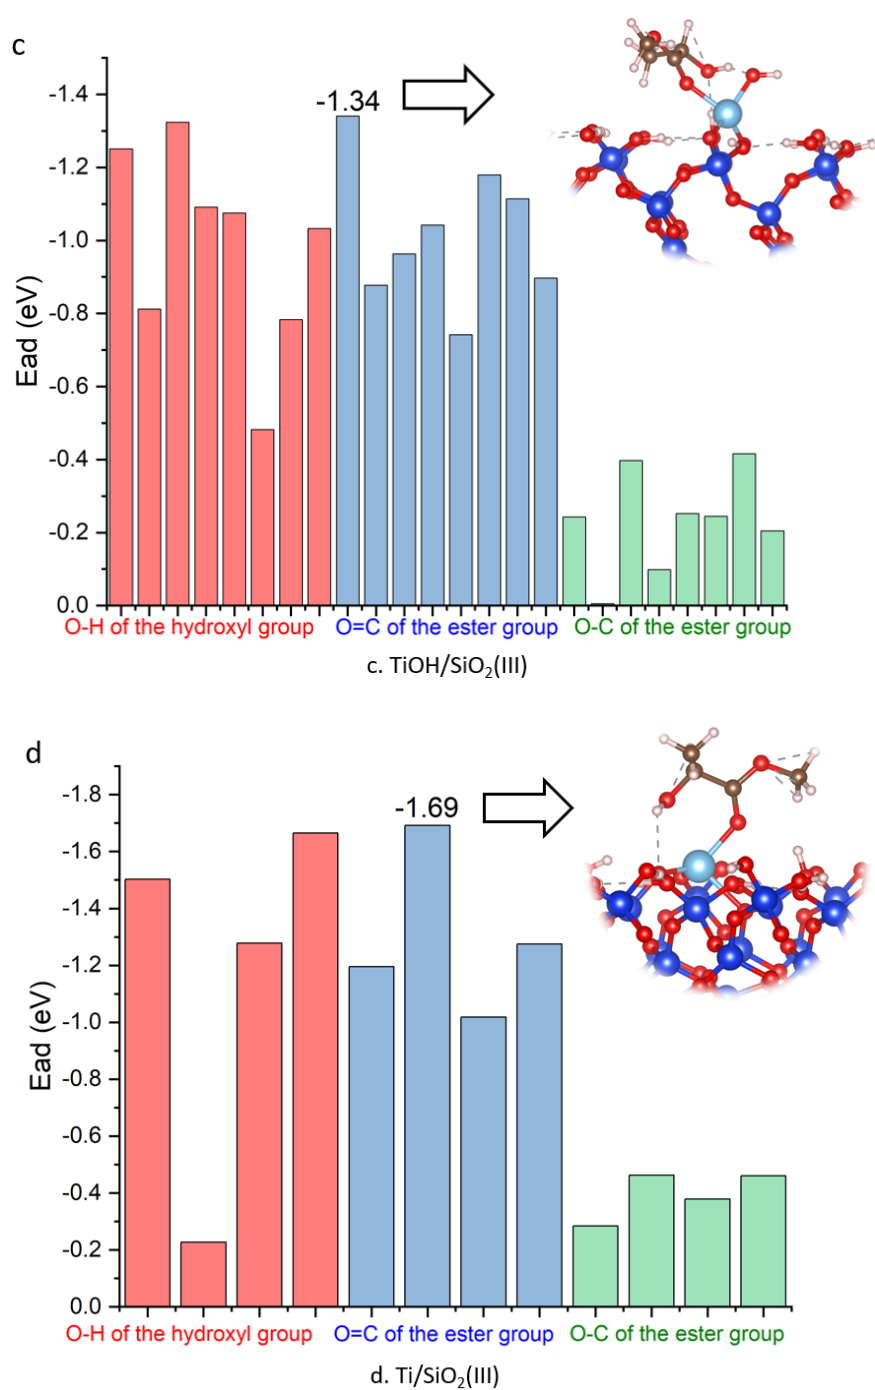 c
-1.4
-1.34
-1.2
-1.0
-0.8
-0.6
-0.4
-0.2
0.0
Ead (eV)
O-H of the hydroxyl group O=C of the ester group O-C of the ester group
c. TiOH/SiO₂(III)
d
-1.8
-1.69
-1.6
-1.4
-1.2
-1.0
-0.8
-0.6
-0.4
-0.2
0.0
Ead (eV)
O-H of the hydroxyl group O=C of the ester group O-C of the ester group
d. Ti/SiO₂(III)